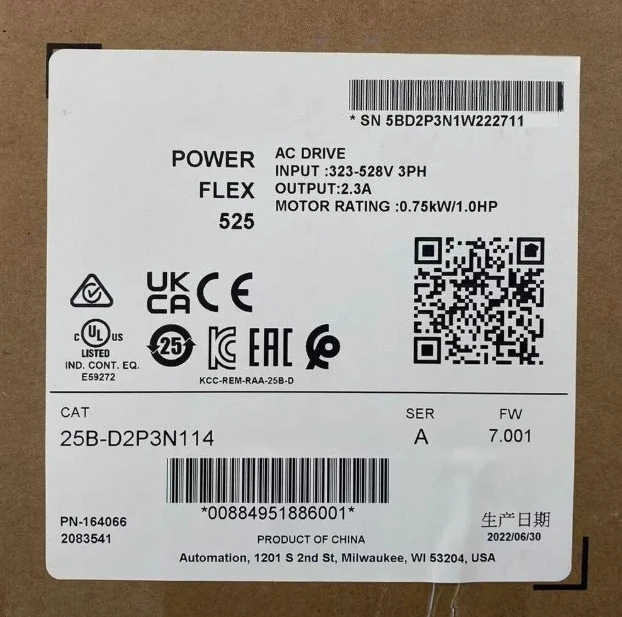 * SN 5BD2P3N1W222711
POWER
FLEX
525
AC DRIVE
INPUT :323-528V 3PH
OUTPUT:2.3A
MOTOR RATING :0.75kW/1.0HP
UK
CA CE
C UL US
LISTED
IND. CONT. EQ.
E59272
25
KC
EAC
KCC-REM-RAA-25B-D
CAT
25B-D2P3N114
SER
A
FW
7.001
*00884951886001*
PN-164066
2083541
PRODUCT OF CHINA
Automation, 1201 S 2nd St, Milwaukee, WI 53204, USA
生产日期
2022/06/30